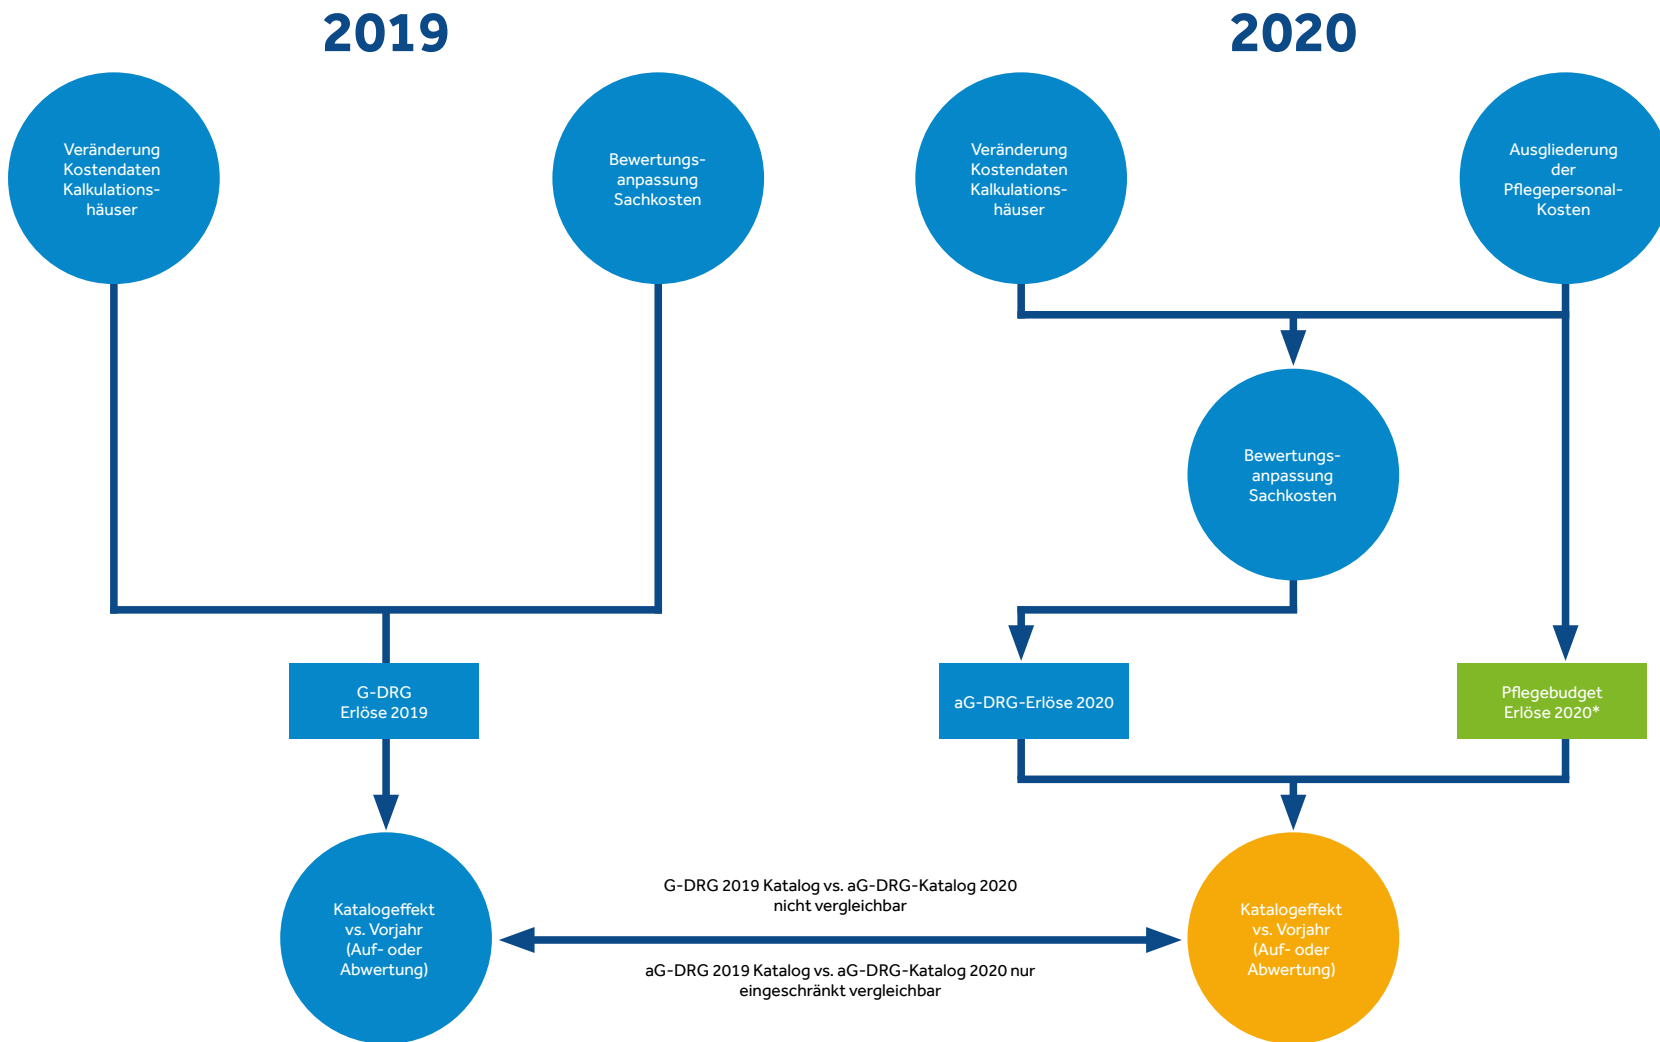 2019
2020
Veränderung
Kostendaten
Kalkulations-
häuser
Bewertungs-
anpassung
Sachkosten
Veränderung
Kostendaten
Kalkulations-
häuser
Ausgliederung
der
Pflegepersonal-
Kosten
Bewertungs-
anpassung
Sachkosten
G-DRG
Erlöse 2019
aG-DRG-Erlöse 2020
Pflegebudget
Erlöse 2020*
Katalogeffekt
vs. Vorjahr
(Auf- oder
Abwertung)
G-DRG 2019 Katalog vs. aG-DRG-Katalog 2020
nicht vergleichbar
aG-DRG 2019 Katalog vs. aG-DRG-Katalog 2020 nur
eingeschränkt vergleichbar
Katalogeffekt
vs. Vorjahr
(Auf- oder
Abwertung)